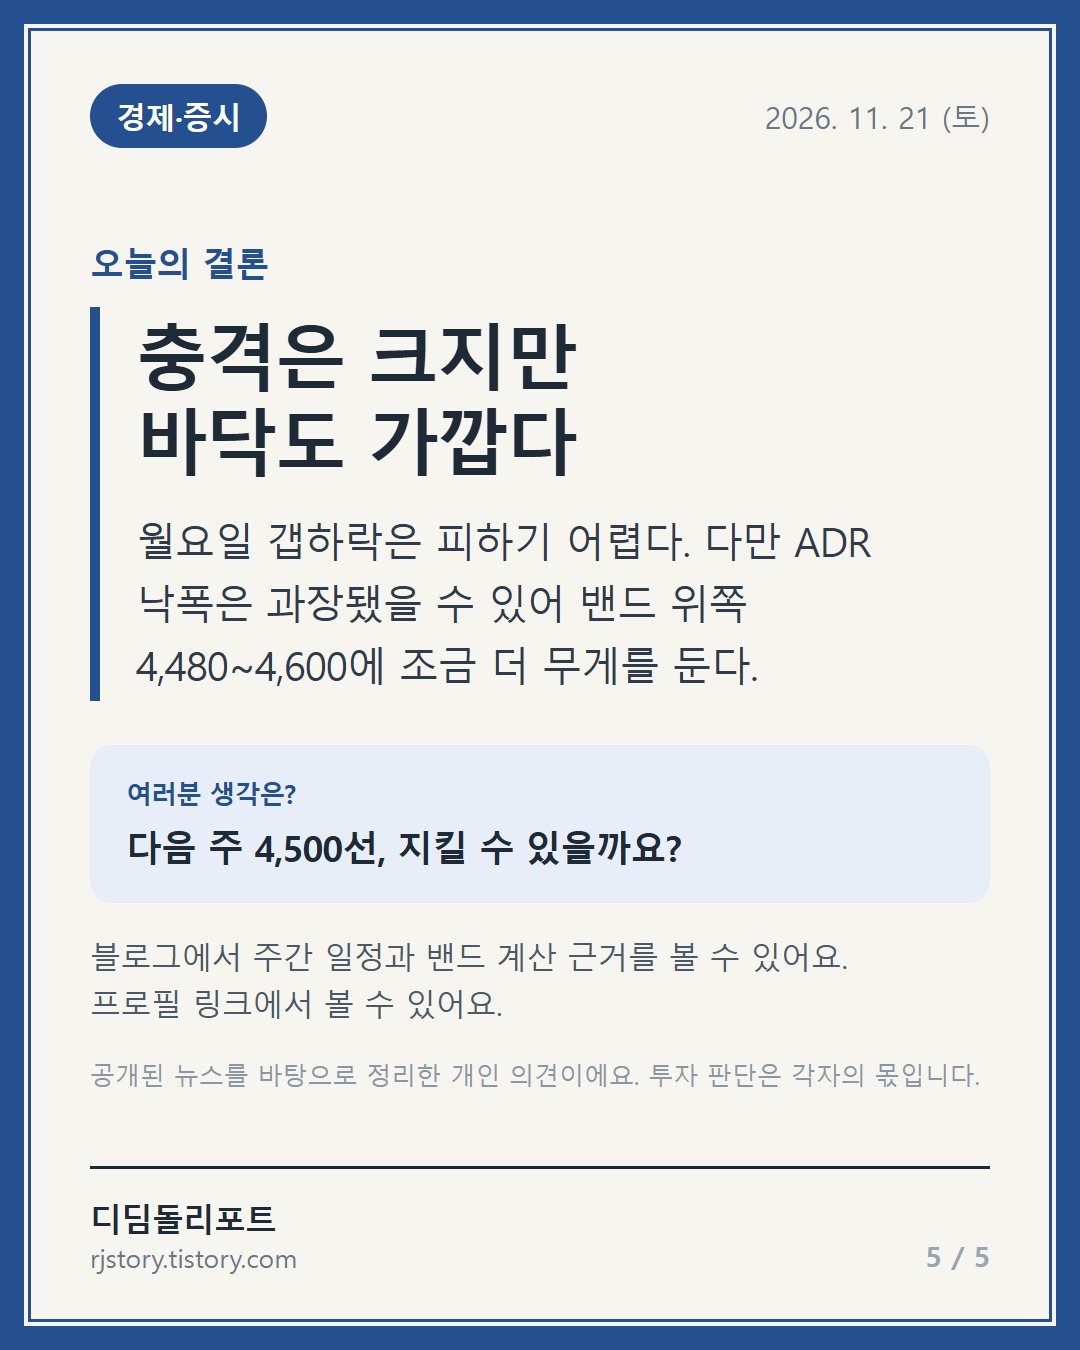 경제·증시
2026. 11. 21 (토)
오늘의 결론
충격은 크지만
바닥도 가깝다
월요일 갭하락은 피하기 어렵다. 다만 ADR
낙폭은 과장됐을 수 있어 밴드 위쪽
4,480~4,600에 조금 더 무게를 둔다.
여러분 생각은?
다음 주 4,500선, 지킬 수 있을까요?
블로그에서 주간 일정과 밴드 계산 근거를 볼 수 있어요.
프로필 링크에서 볼 수 있어요.
공개된 뉴스를 바탕으로 정리한 개인 의견이에요. 투자 판단은 각자의 몫입니다.
디딤돌리포트
rjstory.tistory.com
5 / 5